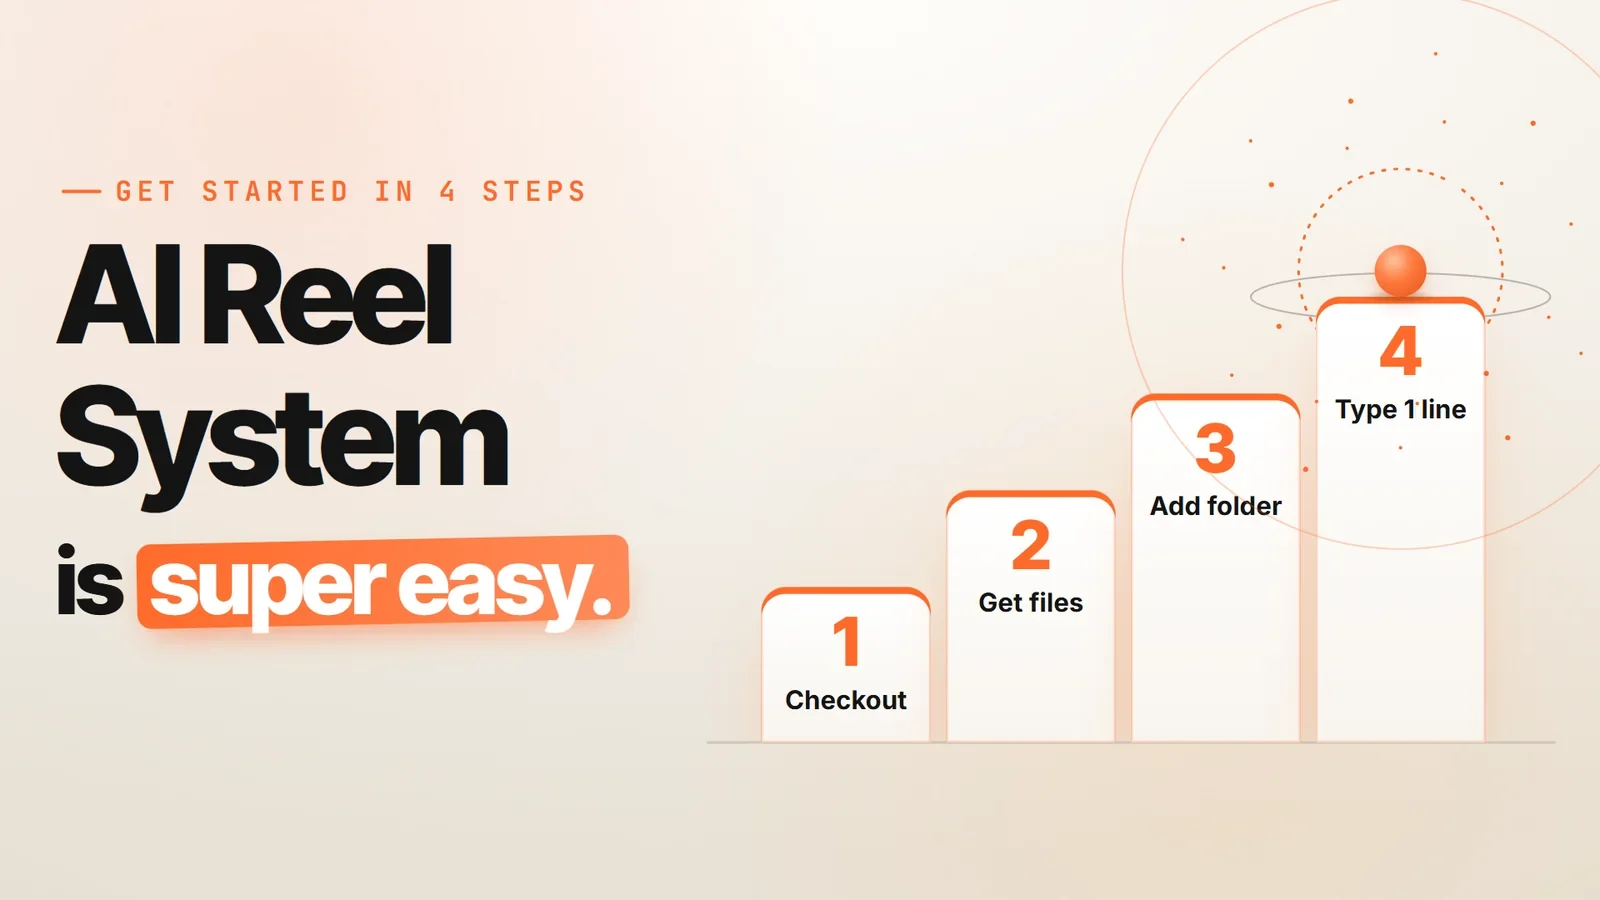 GET STARTED IN 4 STEPS
AI Reel
System
is super easy.
1
Checkout
2
Get files
3
Add folder
4
Type 1 line